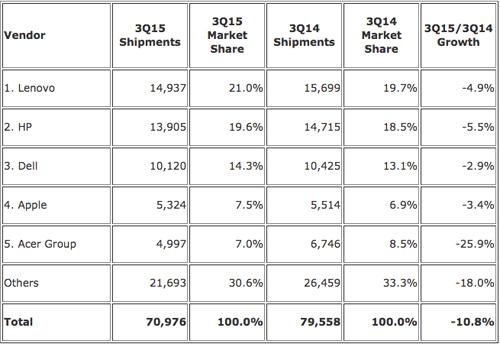 Vendor 3Q15 Shipments 3Q15 Market Share 3Q14 Shipments 3Q14 Market Share 3Q15/3Q14 Growth
1. Lenovo 14,937 21.0% 15,699 19.7% -4.9%
2. HP 13,905 19.6% 14,715 18.5% -5.5%
3. Dell 10,120 14.3% 10,425 13.1% -2.9%
4. Apple 5,324 7.5% 5,514 6.9% -3.4%
5. Acer Group 4,997 7.0% 6,746 8.5% -25.9%
Others 21,693 30.6% 26,459 33.3% -18.0%
Total 70,976 100.0% 79,558 100.0% -10.8%